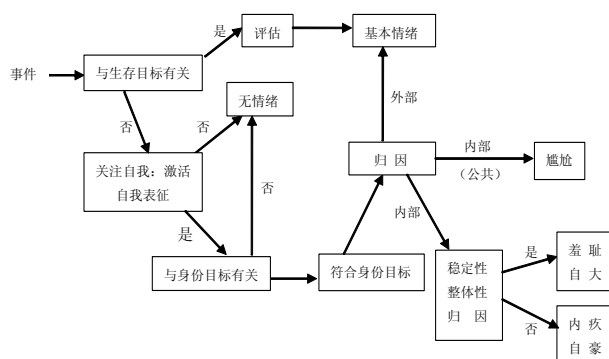 是
评估
基本情绪
事件
与生存目标有关
外部
无情绪
否
否
内部
关注自我：激活
自我表征
归 因
（公共）
尴尬
否
内部
是
与身份目标有关
符合身份目标
稳定性
整体性
归 因
是
羞 耻
自 大
否
内 疚
自 豪